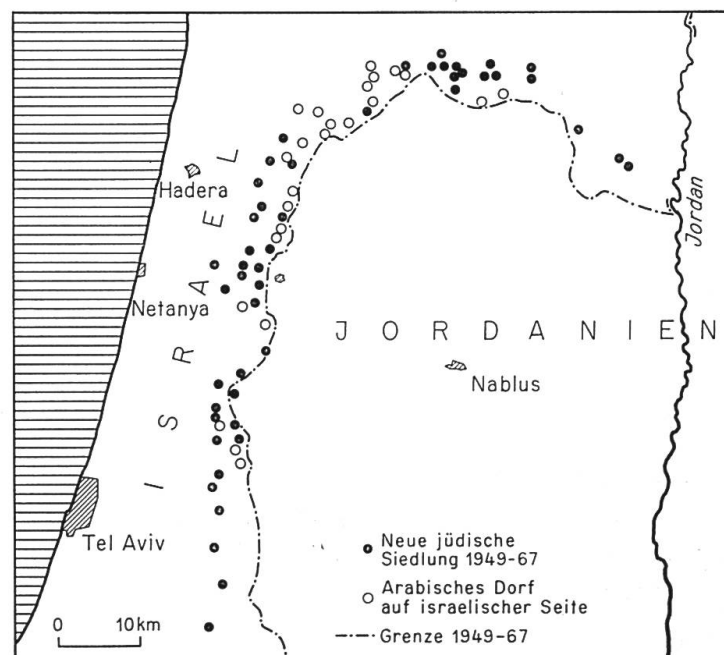 Hadera
ISRAEL
Netanya
JORDANIEN
Nablus
Jordan
Tel Aviv
Neue jüdische
Siedlung 1949-67
Arabisches Dorf
auf israelischer Seite
Grenze 1949-67
0 10km